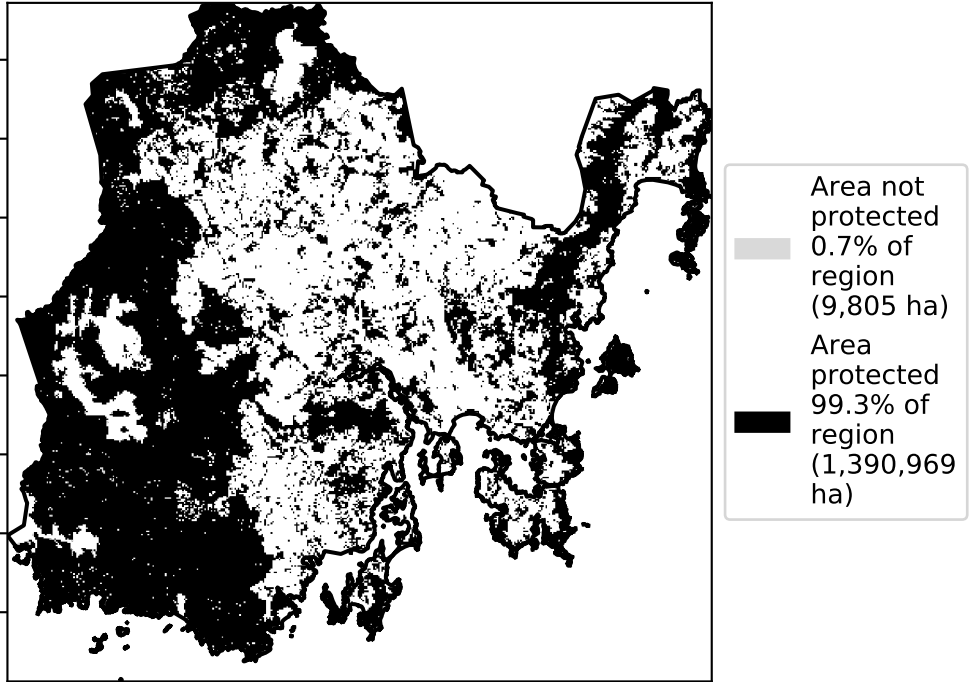 Area not
protected
0.7% of
region
(9,805 ha)
Area
protected
99.3% of
region
(1,390,969
ha)